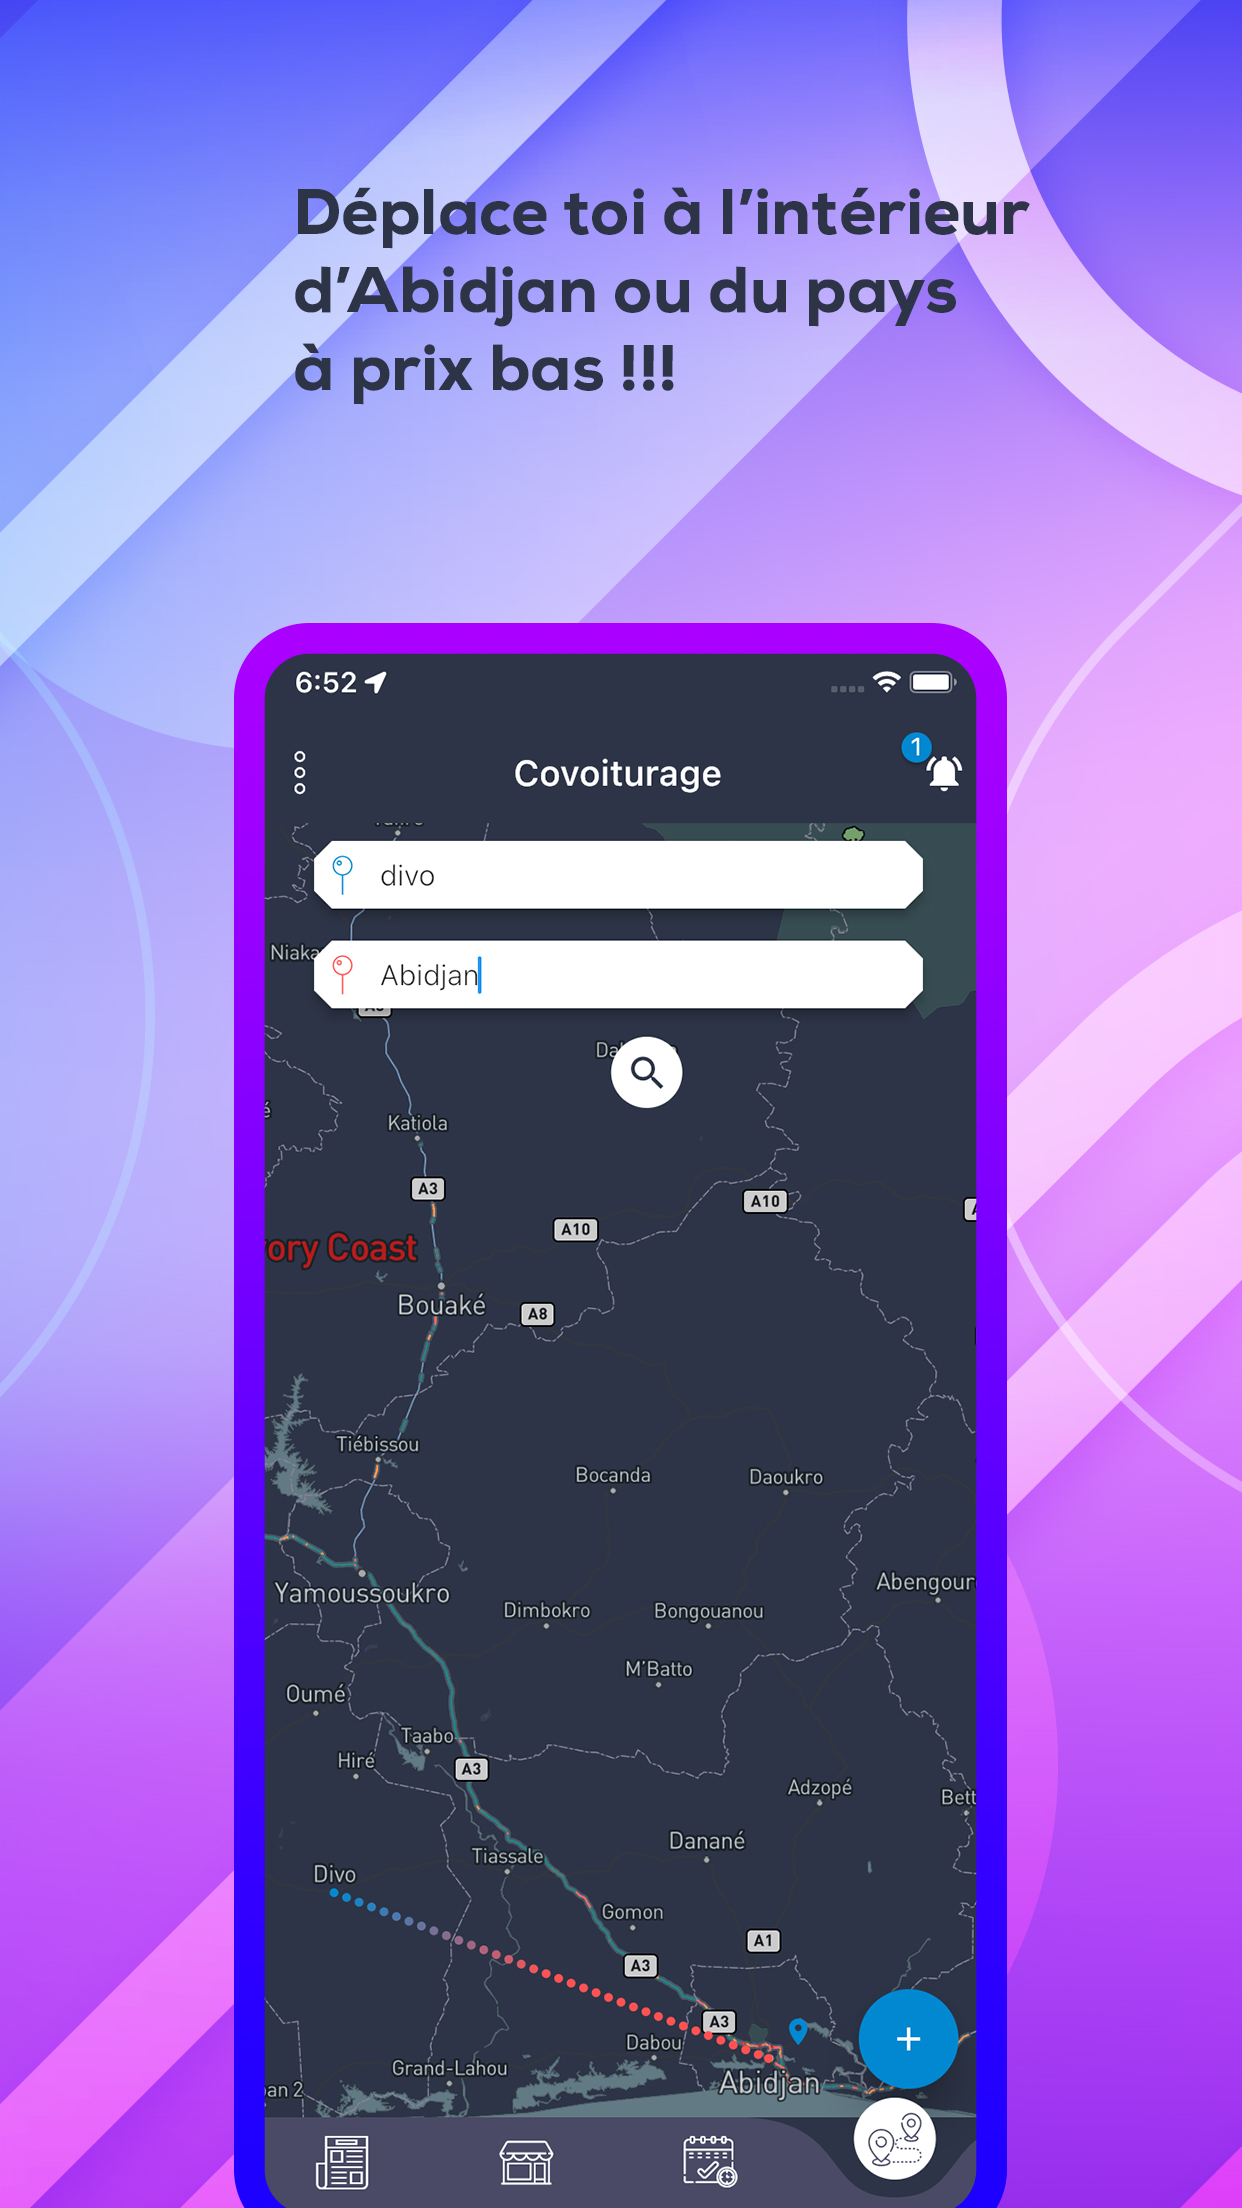 Déplace toi à l’intérieur
d’Abidjan ou du pays
à prix bas !!!
6:52
1
Covoiturage
divo
Abidjan
Katiola
A3
A10
A10
ory Coast
Bouaké
A8
Tiébissou
Bocanda
Daoukro
Yamoussoukro
Abengour
Dimbokro
Bongouanou
M'Batto
Oumé
Taabo
Hiré
A3
Adzopé
Bett
Danané
Tiassale
Divo
Gomon
A1
A3
A3
Dabou
Grand-Lahou
Abidjan
an 2
+